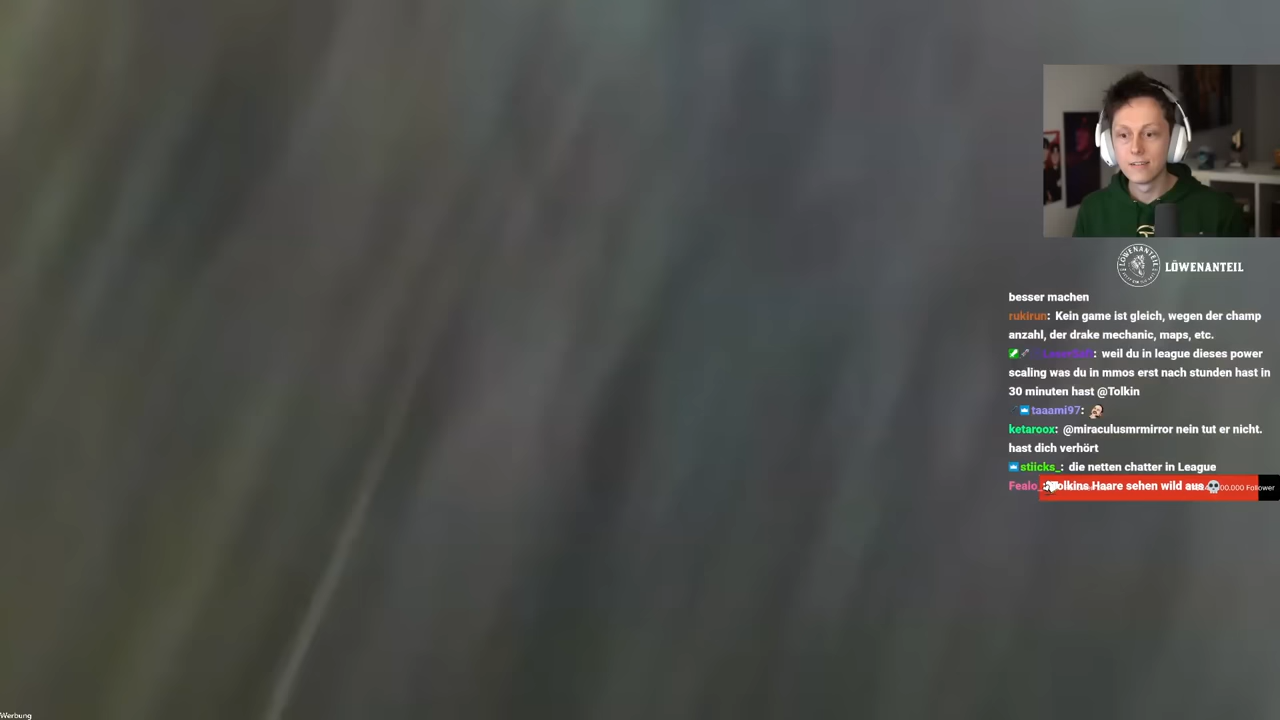 LÖWENANTEIL
LÖWENANTEIL
besser machen
rukirun: Kein game ist gleich, wegen der champ
anzahl, der drake mechanic, maps, etc.
: weil du in league dieses power
scaling was du in mmos erst nach stunden hast in
30 minuten hast @Tolkin
taaami97:
ketaroox: @miraculusmrmirror nein tut er nicht.
hast dich verhört
stiicks_: die netten chatter in League
Fealo_: Tolkins Haare sehen wild aus
Follower
Werbung